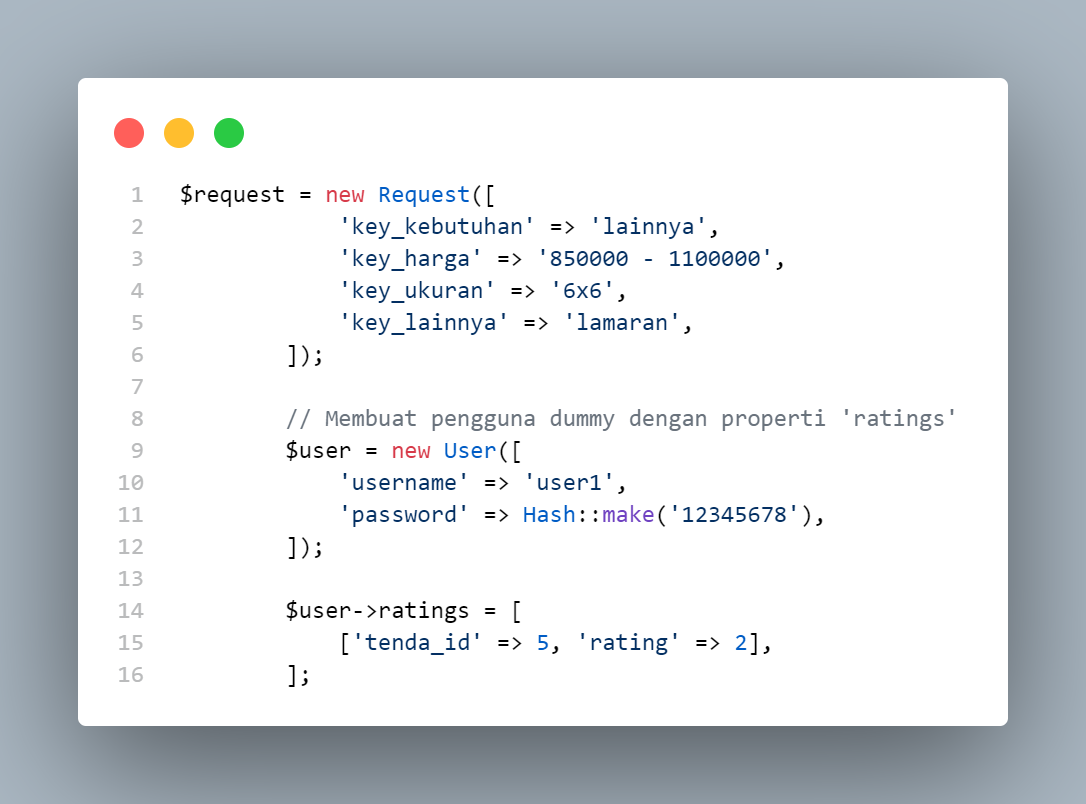 1 $request = new Request([
2 'key_kebutuhan' => 'lainnya',
3 'key_harga' => '850000 - 1100000',
4 'key_ukuran' => '6x6',
5 'key_lainnya' => 'lamaran',
6 ]);
7
8 // Membuat pengguna dummy dengan properti 'ratings'
9 $user = new User([
10 'username' => 'user1',
11 'password' => Hash::make('12345678'),
12 ]);
13
14 $user->ratings = [
15 ['tenda_id' => 5, 'rating' => 2],
16 ];